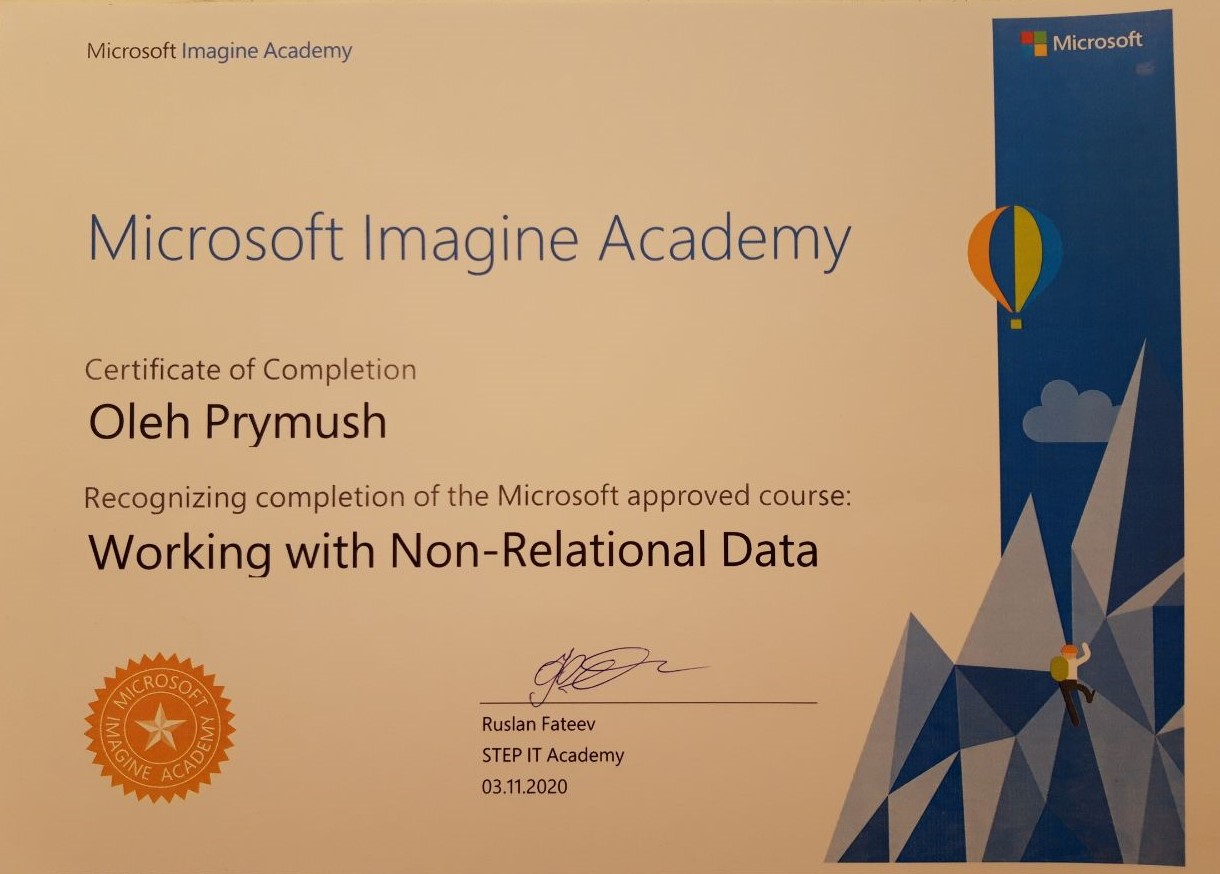 Microsoft Imagine Academy
Microsoft
Microsoft Imagine Academy
Certificate of Completion
Oleh Prymush
Recognizing completion of the Microsoft approved course:
Working with Non-Relational Data
MICROSOFT
IMAGINE ACADEMY
Ruslan Fateev
STEP IT Academy
03.11.2020